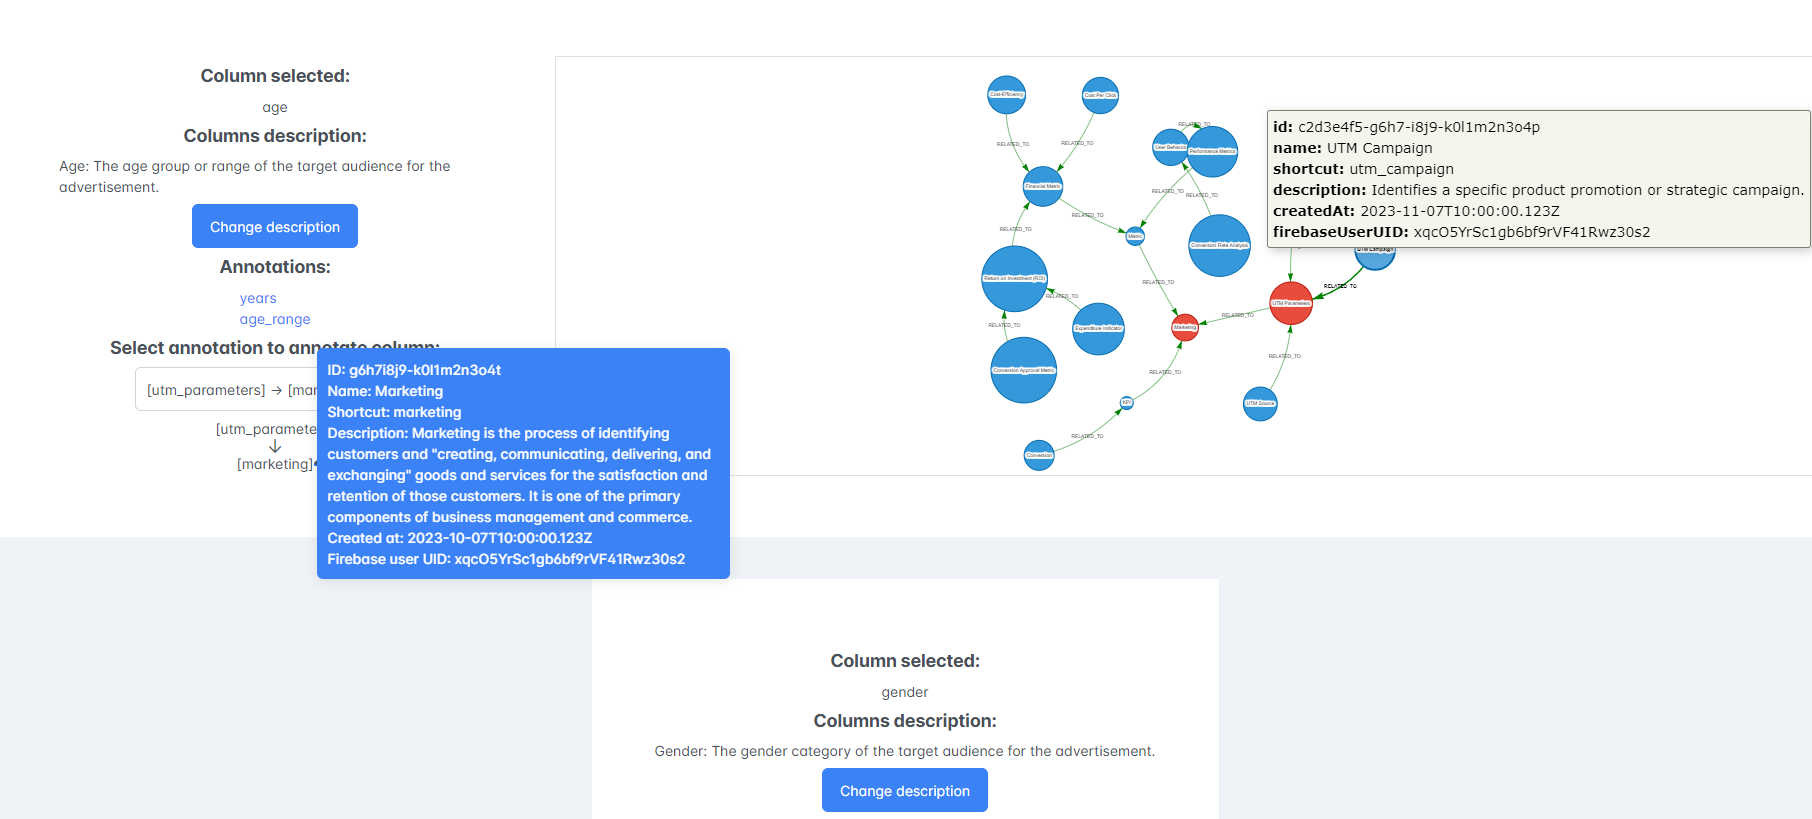 Column selected:
age
Columns description:
Age: The age group or range of the target audience for the
advertisement.
Change description
Annotations:
years
age_range
Select annotation to annotate column:
[utm_parameters] → [mar
[utm_paramete
↓
[marketing]
ID: g6h7i8j9-k0l1m2n3o4t
Name: Marketing
Shortcut: marketing
Description: Marketing is the process of identifying
customers and "creating, communicating, delivering, and
exchanging" goods and services for the satisfaction and
retention of those customers. It is one of the primary
components of business management and commerce.
Created at: 2023-10-07T10:00:00.123Z
Firebase user UID: xqcO5YrSc1gb6bf9rVF41Rwz30s2
Cost-Efficiency
Cost Per Click
RELATED_TO
RELATED_TO
RELATED_TO
User Behavior
Performance Metrics
Financial Metric
RELATED_TO
RELATED_TO
RELATED_TO
RELATED_TO
Metric
Conversion Rate Analysis
Return on Investment (ROI)
RELATED_TO
RELATED_TO
UTM Campaign
RELATED_TO
UTM Parameters
RELATED_TO
RELATED_TO
Expenditure Indicator
Marketing
RELATED_TO
Conversion Approval Metric
RELATED_TO
KPI
UTM Source
RELATED_TO
Conversion
id: c2d3e4f5-g6h7-i8j9-k0l1m2n3o4p
name: UTM Campaign
shortcut: utm_campaign
description: Identifies a specific product promotion or strategic campaign.
createdAt: 2023-11-07T10:00:00.123Z
firebaseUserUID: xqcO5YrSc1gb6bf9rVF41Rwz30s2
Column selected:
gender
Columns description:
Gender: The gender category of the target audience for the advertisement.
Change description